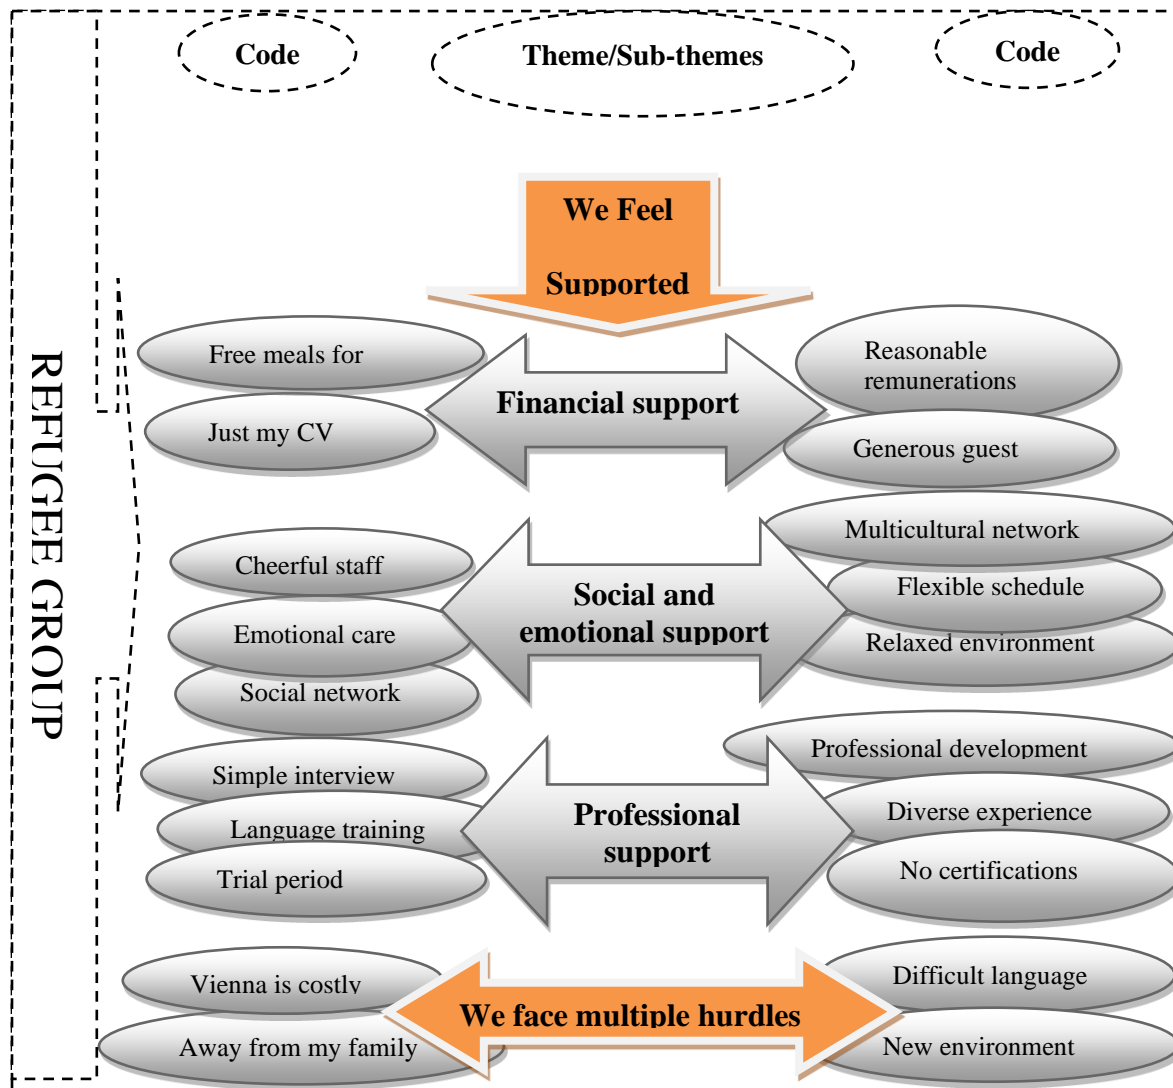 Code
Theme/Sub-themes
Code
REFUGEE GROUP
We Feel
Supported
Free meals for
Just my CV
Financial support
Reasonable
remunerations
Generous guest
Cheerful staff
Emotional care
Social network
Social and
emotional support
Multicultural network
Flexible schedule
Relaxed environment
Simple interview
Language training
Trial period
Professional
support
Professional development
Diverse experience
No certifications
Vienna is costly
Away from my family
We face multiple hurdles
Difficult language
New environment